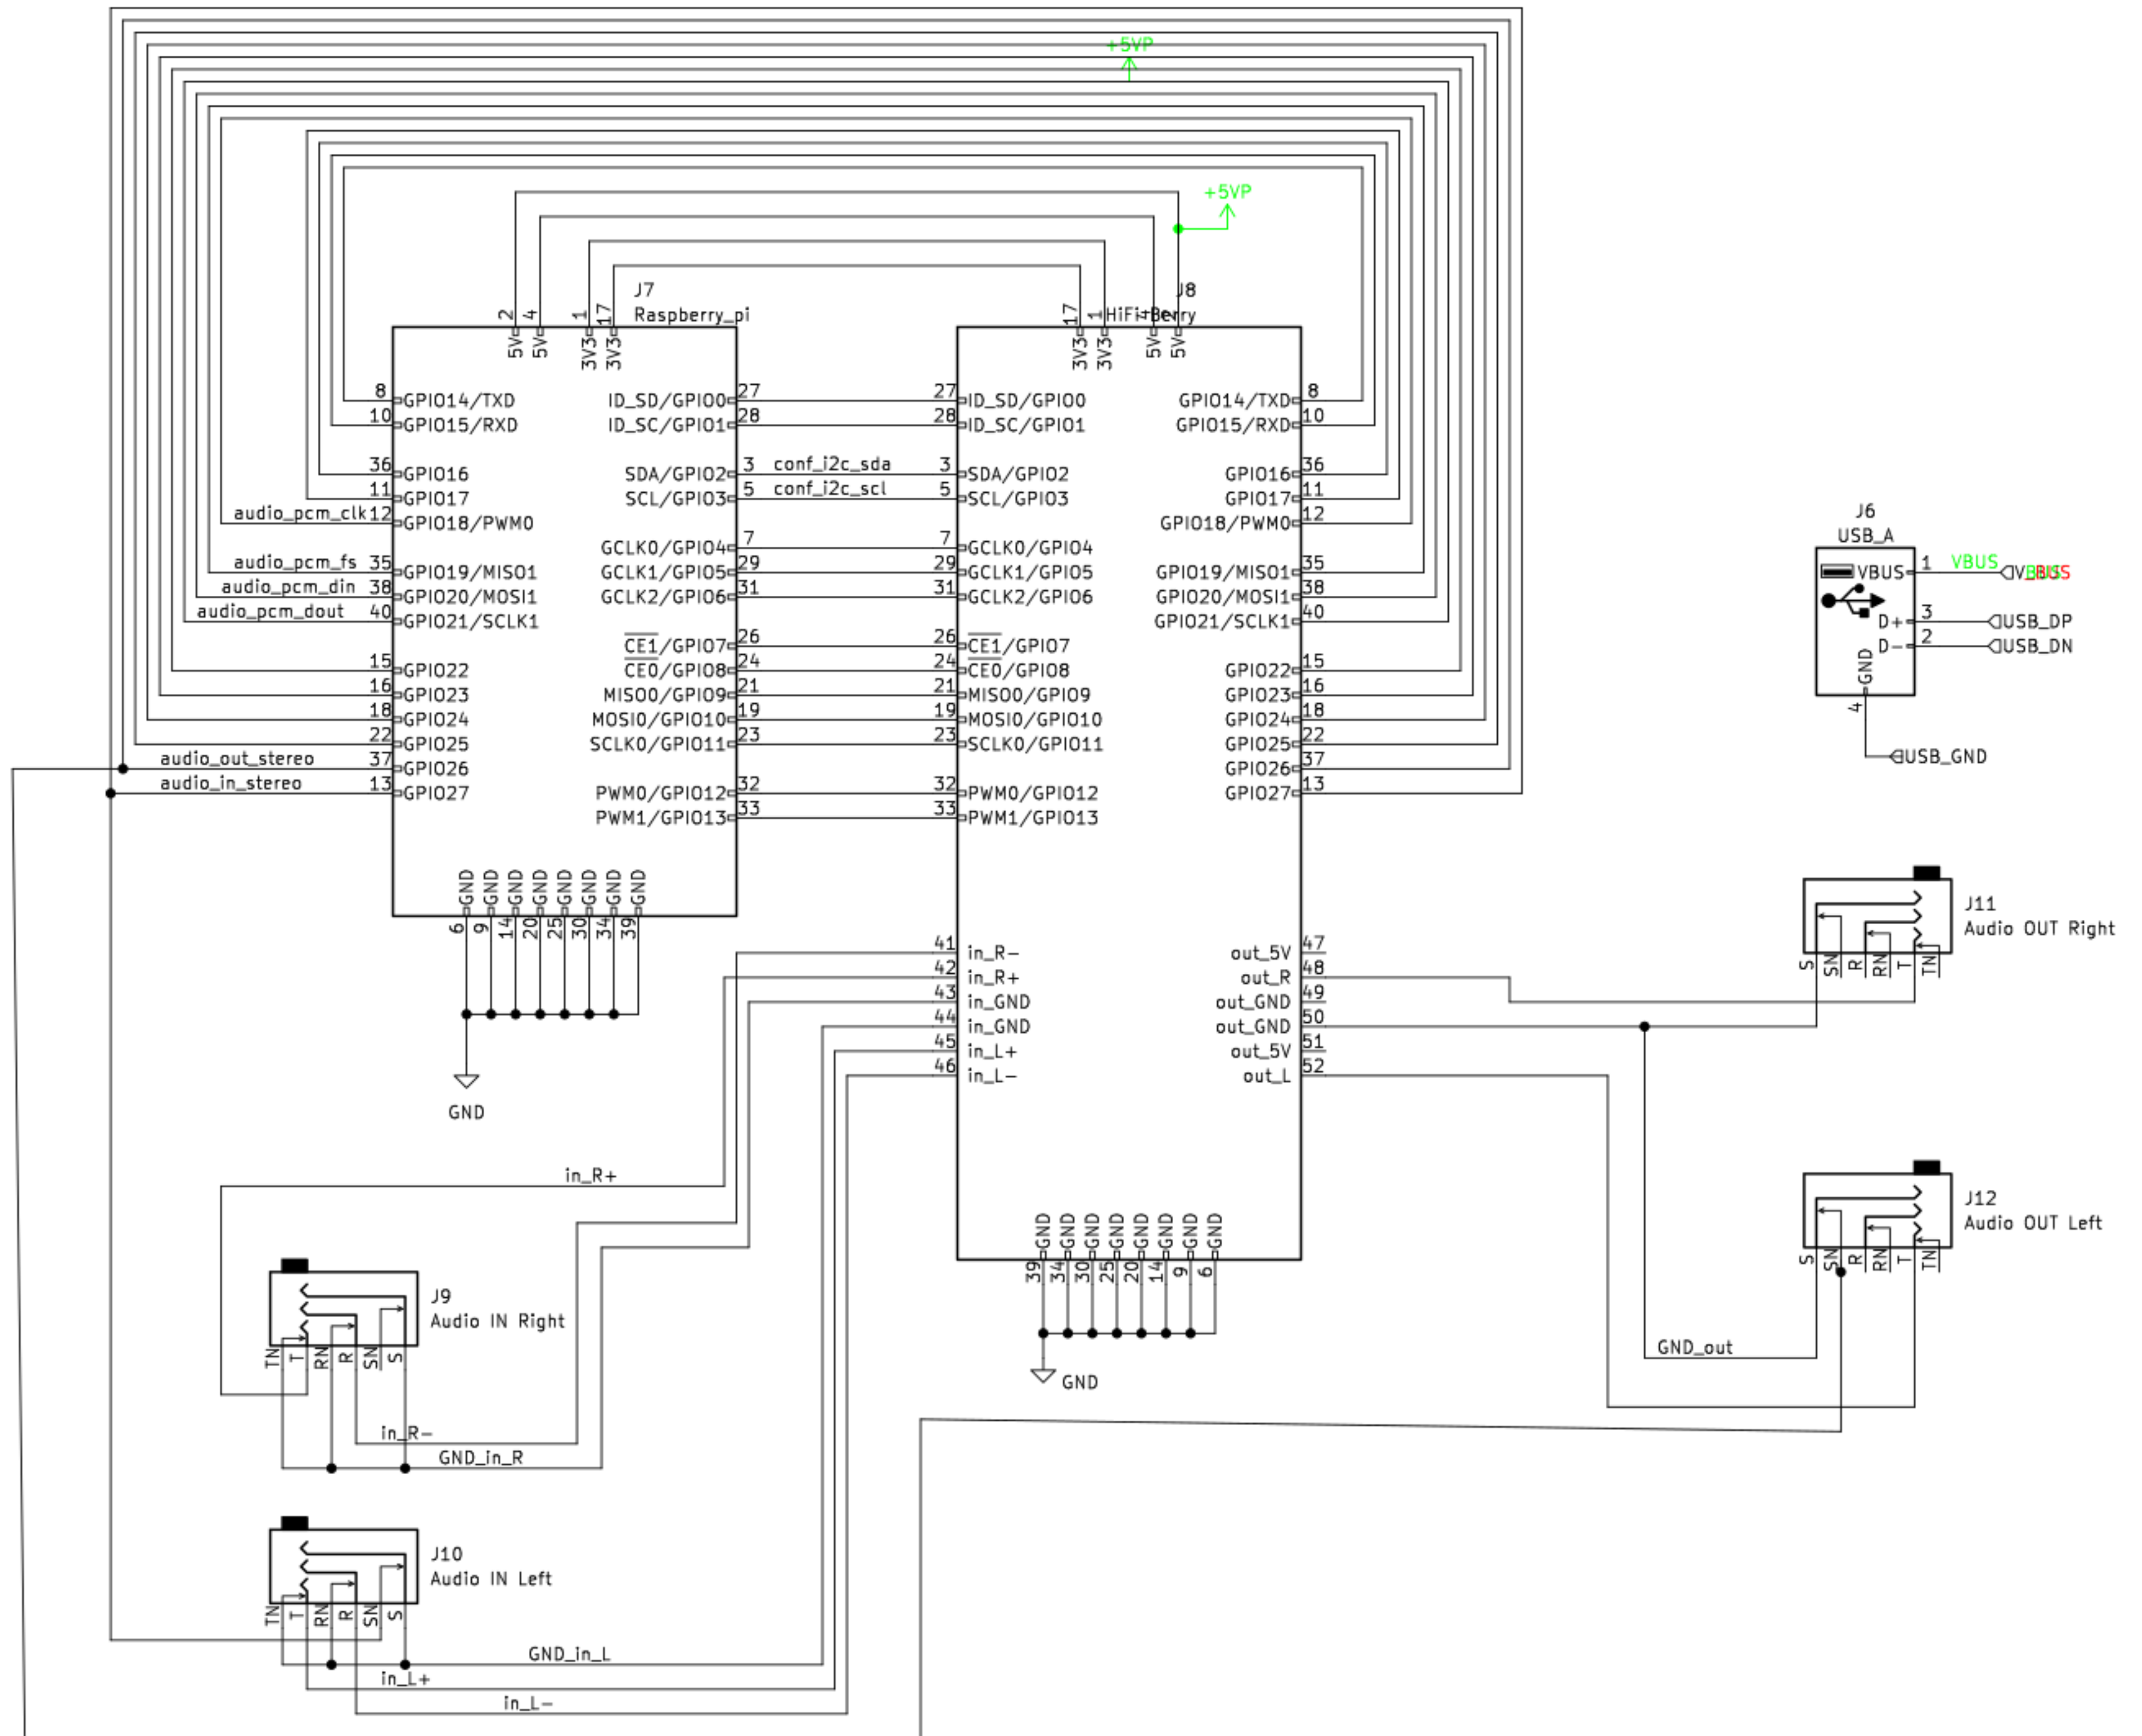 +5VP
+5VP
J7
Raspberry_pi
J8
HiFi-Berry
2 4 1 17
5V 5V 3V3 3V3
17 1 4
3V3 3V3 5V 5V
8 GPIO14/TXD ID_SD/GPIO0 27
10 GPIO15/RXD ID_SC/GPIO1 28
36 GPIO16 SDA/GPIO2 3 conf_i2c_sda
11 GPIO17 SCL/GPIO3 5 conf_i2c_scl
audio_pcm_clk 12 GPIO18/PWM0
GCLK0/GPIO4 7
audio_pcm_fs 35 GPIO19/MISO1 GCLK1/GPIO5 29
audio_pcm_din 38 GPIO20/MOSI1 GCLK2/GPIO6 31
audio_pcm_dout 40 GPIO21/SCLK1
CE1/GPIO7 26
15 GPIO22 CE0/GPIO8 24
16 GPIO23 MISO0/GPIO9 21
18 GPIO24 MOSI0/GPIO10 19
22 GPIO25 SCLK0/GPIO11 23
audio_out_stereo 37 GPIO26
audio_in_stereo 13 GPIO27 PWM0/GPIO12 32
PWM1/GPIO13 33
GND GND GND GND GND GND GND GND
6 9 14 20 25 30 34 39
GND
27 ID_SD/GPIO0 GPIO14/TXD 8
28 ID_SC/GPIO1 GPIO15/RXD 10
3 SDA/GPIO2 GPIO16 36
5 SCL/GPIO3 GPIO17 11
GPIO18/PWM0 12
7 GCLK0/GPIO4
29 GCLK1/GPIO5 GPIO19/MISO1 35
31 GCLK2/GPIO6 GPIO20/MOSI1 38
GPIO21/SCLK1 40
26 CE1/GPIO7
24 CE0/GPIO8 GPIO22 15
21 MISO0/GPIO9 GPIO23 16
19 MOSI0/GPIO10 GPIO24 18
23 SCLK0/GPIO11 GPIO25 22
GPIO26 37
32 PWM0/GPIO12 GPIO27 13
33 PWM1/GPIO13
41 in_R- out_5V 47
42 in_R+ out_R 48
43 in_GND out_GND 49
44 in_GND out_GND 50
45 in_L+ out_5V 51
46 in_L- out_L 52
GND GND GND GND GND GND GND GND
39 34 30 25 20 14 9 6
GND
J6
USB_A
VBUS 1 VBUS
D+ 3 USB_DP
D- 2 USB_DN
GND
4
USB_GND
J11
Audio OUT Right
S SN R RN T TN
J12
Audio OUT Left
S SN R RN T TN
GND_out
in_R+
J9
Audio IN Right
TN T RN R SN S
in_R-
GND_in_R
J10
Audio IN Left
TN T RN R SN S
GND_in_L
in_L+
in_L-